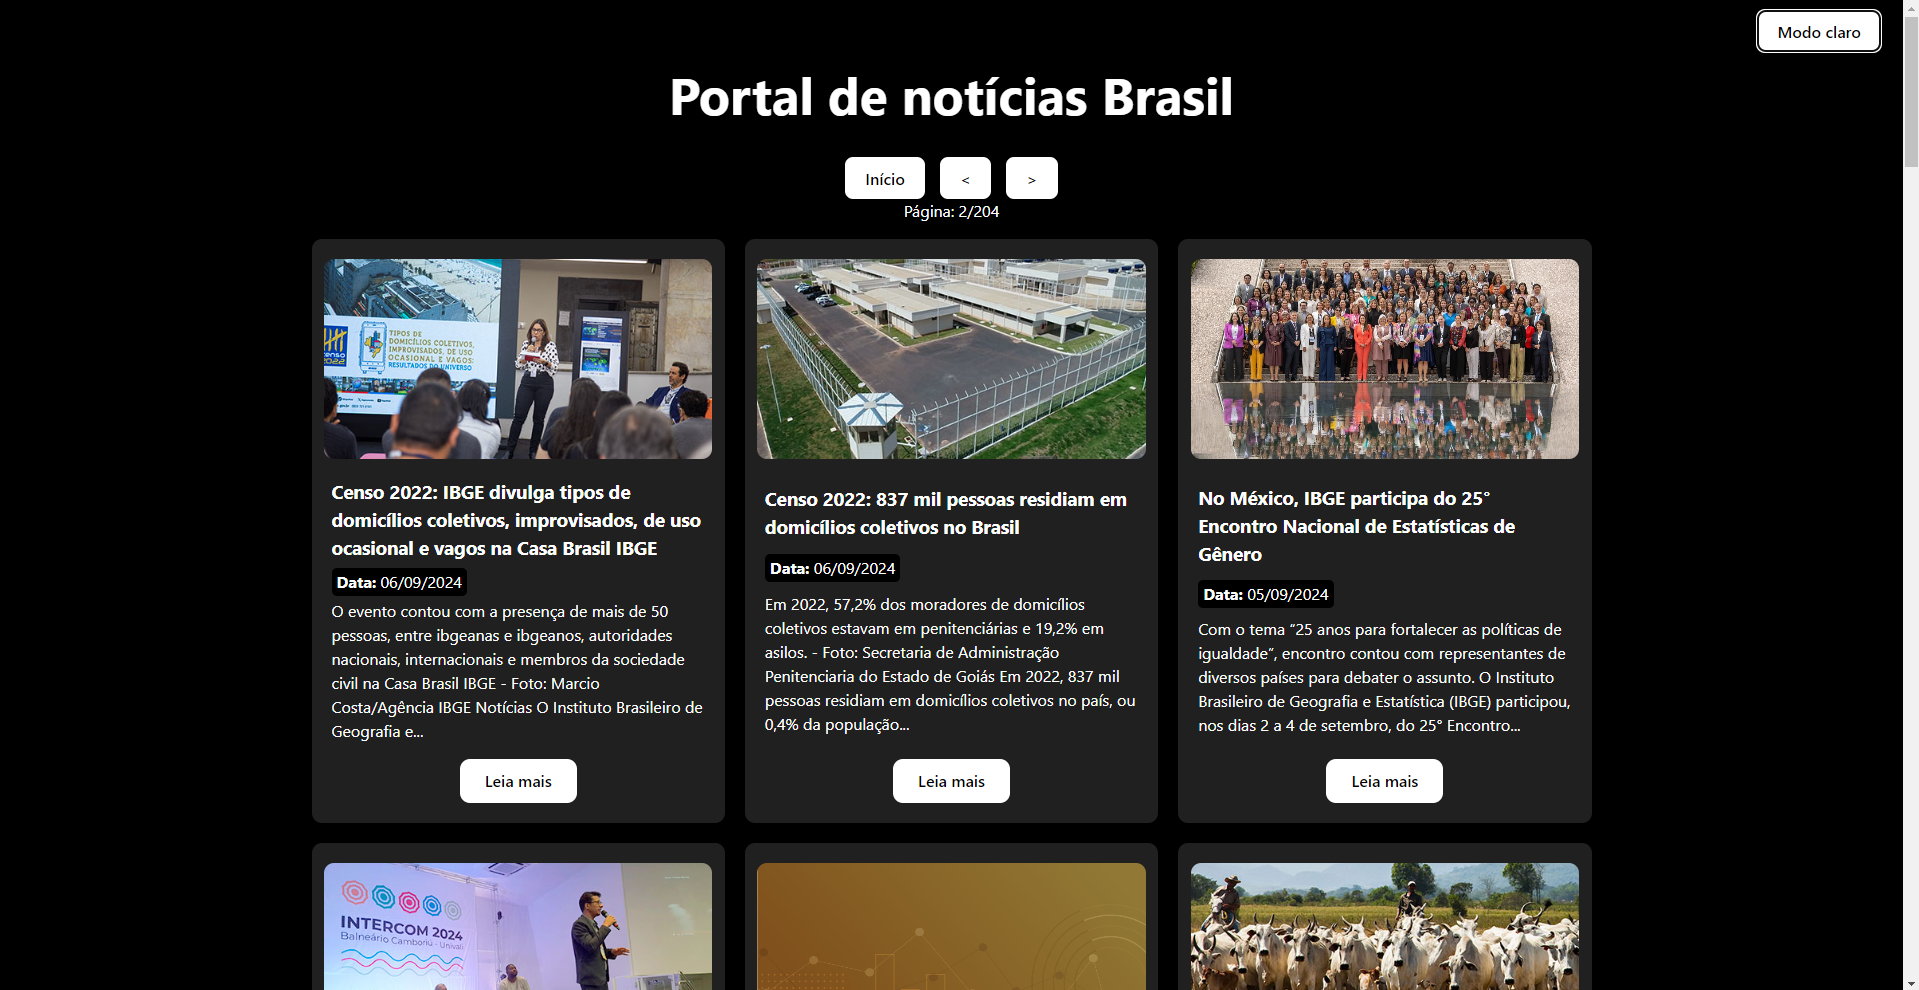 Modo claro
Portal de notícias Brasil
Início
<
>
Página: 2/204
censo
2022
TIPOS DE
DOMICÍLIOS COLETIVOS,
IMPROVISADOS, DE USO
OCASIONAL E VAGOS:
RESULTADOS DO UNIVERSO
Censo 2022: IBGE divulga tipos de
domicílios coletivos, improvisados, de uso
ocasional e vagos na Casa Brasil IBGE
Data: 06/09/2024
O evento contou com a presença de mais de 50
pessoas, entre ibgeanas e ibgeanos, autoridades
nacionais, internacionais e membros da sociedade
civil na Casa Brasil IBGE - Foto: Marcio
Costa/Agência IBGE Notícias O Instituto Brasileiro de
Geografia e...
Leia mais
Censo 2022: 837 mil pessoas residiam em
domicílios coletivos no Brasil
Data: 06/09/2024
Em 2022, 57,2% dos moradores de domicílios
coletivos estavam em penitenciárias e 19,2% em
asilos. - Foto: Secretaria de Administração
Penitenciaria do Estado de Goiás Em 2022, 837 mil
pessoas residiam em domicílios coletivos no país, ou
0,4% da população...
Leia mais
No México, IBGE participa do 25°
Encontro Nacional de Estatísticas de
Gênero
Data: 05/09/2024
Com o tema “25 anos para fortalecer as políticas de
igualdade”, encontro contou com representantes de
diversos países para debater o assunto. O Instituto
Brasileiro de Geografia e Estatística (IBGE) participou,
nos dias 2 a 4 de setembro, do 25° Encontro...
Leia mais
INTERCOM 2024
Balneário Camboriú - Univali